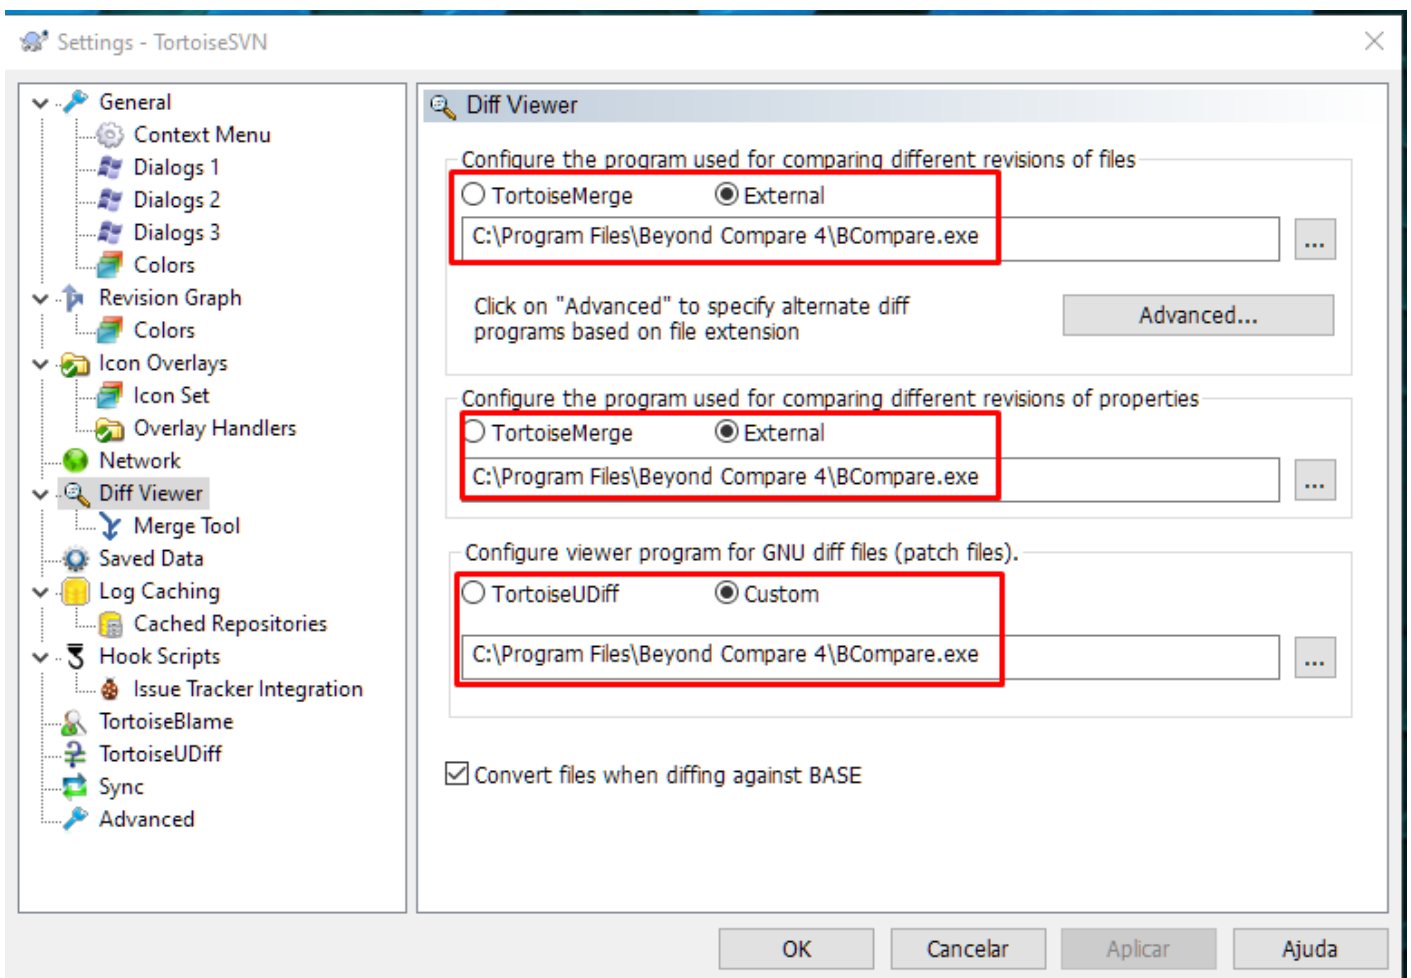 Settings - TortoiseSVN
General
Context Menu
Dialogs 1
Dialogs 2
Dialogs 3
Colors
Revision Graph
Colors
Icon Overlays
Icon Set
Overlay Handlers
Network
Diff Viewer
Merge Tool
Saved Data
Log Caching
Cached Repositories
Hook Scripts
Issue Tracker Integration
TortoiseBlame
TortoiseUDiff
Sync
Advanced
Diff Viewer
Configure the program used for comparing different revisions of files
TortoiseMerge External
C:\Program Files\Beyond Compare 4\BCompare.exe
...
Click on "Advanced" to specify alternate diff
programs based on file extension
Advanced...
Configure the program used for comparing different revisions of properties
TortoiseMerge External
C:\Program Files\Beyond Compare 4\BCompare.exe
...
Configure viewer program for GNU diff files (patch files).
TortoiseUDiff Custom
C:\Program Files\Beyond Compare 4\BCompare.exe
...
Convert files when diffing against BASE
OK Cancelar Aplicar Ajuda